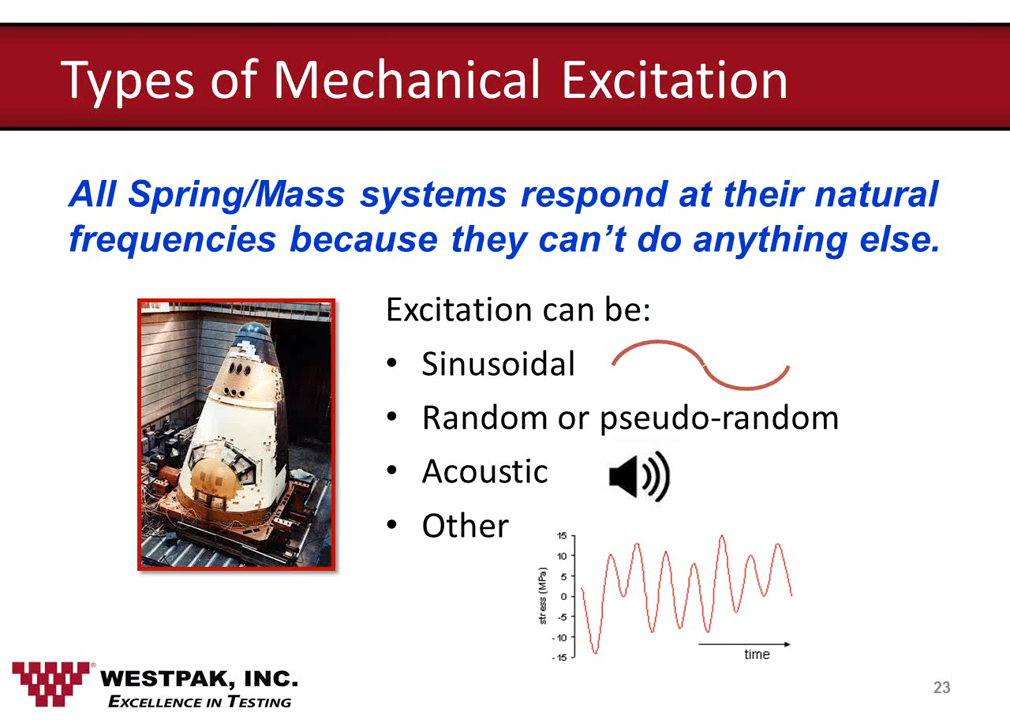 Types of Mechanical Excitation
All Spring/Mass systems respond at their natural
frequencies because they can't do anything else.
Excitation can be:
• Sinusoidal
• Random or pseudo-random
• Acoustic
• Other
stress (MPa)
15
10
5
0
-5
-10
-15
time
® WESTPAK, INC.
EXCELLENCE IN TESTING
23